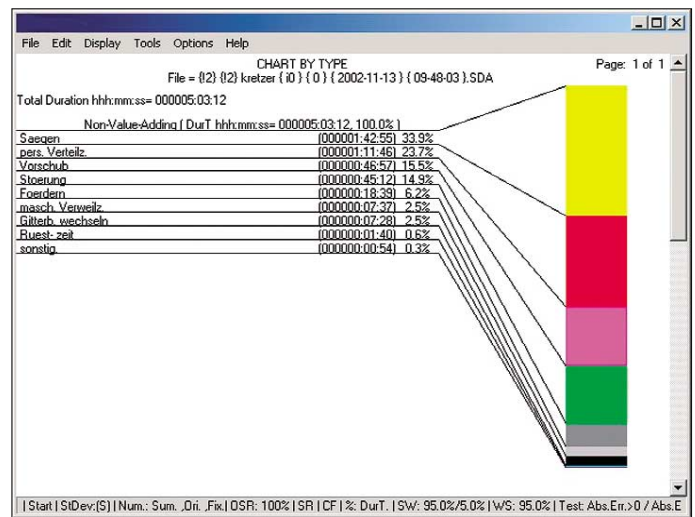 File Edit Display Tools Options Help
CHART BY TYPE Page: 1 of 1
File = {!2} {!2} kretzer { i0 } { 0 } { 2002-11-13 } { 09-48-03 }.SDA
Total Duration hhh:mm:ss= 000005:03:12
Non-Value-Adding ( DurT hhh:mm:ss= 000005:03:12, 100.0% )
Saegen (000001:42:55) 33.9%
pers. Verteilz. (000001:11:46) 23.7%
Vorschub (000000:46:57) 15.5%
Stoerung (000000:45:12) 14.9%
Foerdern (000000:18:39) 6.2%
masch. Verweilz. (000000:07:37) 2.5%
Gitterb. wechseln (000000:07:28) 2.5%
Ruest- zeit (000000:01:40) 0.6%
sonstig. (000000:00:54) 0.3%
| Start | StDev:(S) | Num.: Sum. ,Ori. ,Fix.| OSR: 100% | SR | CF | %: DurT. | SW: 95.0%/5.0% | WS: 95.0% | Test: Abs.Err.>0 / Abs.E